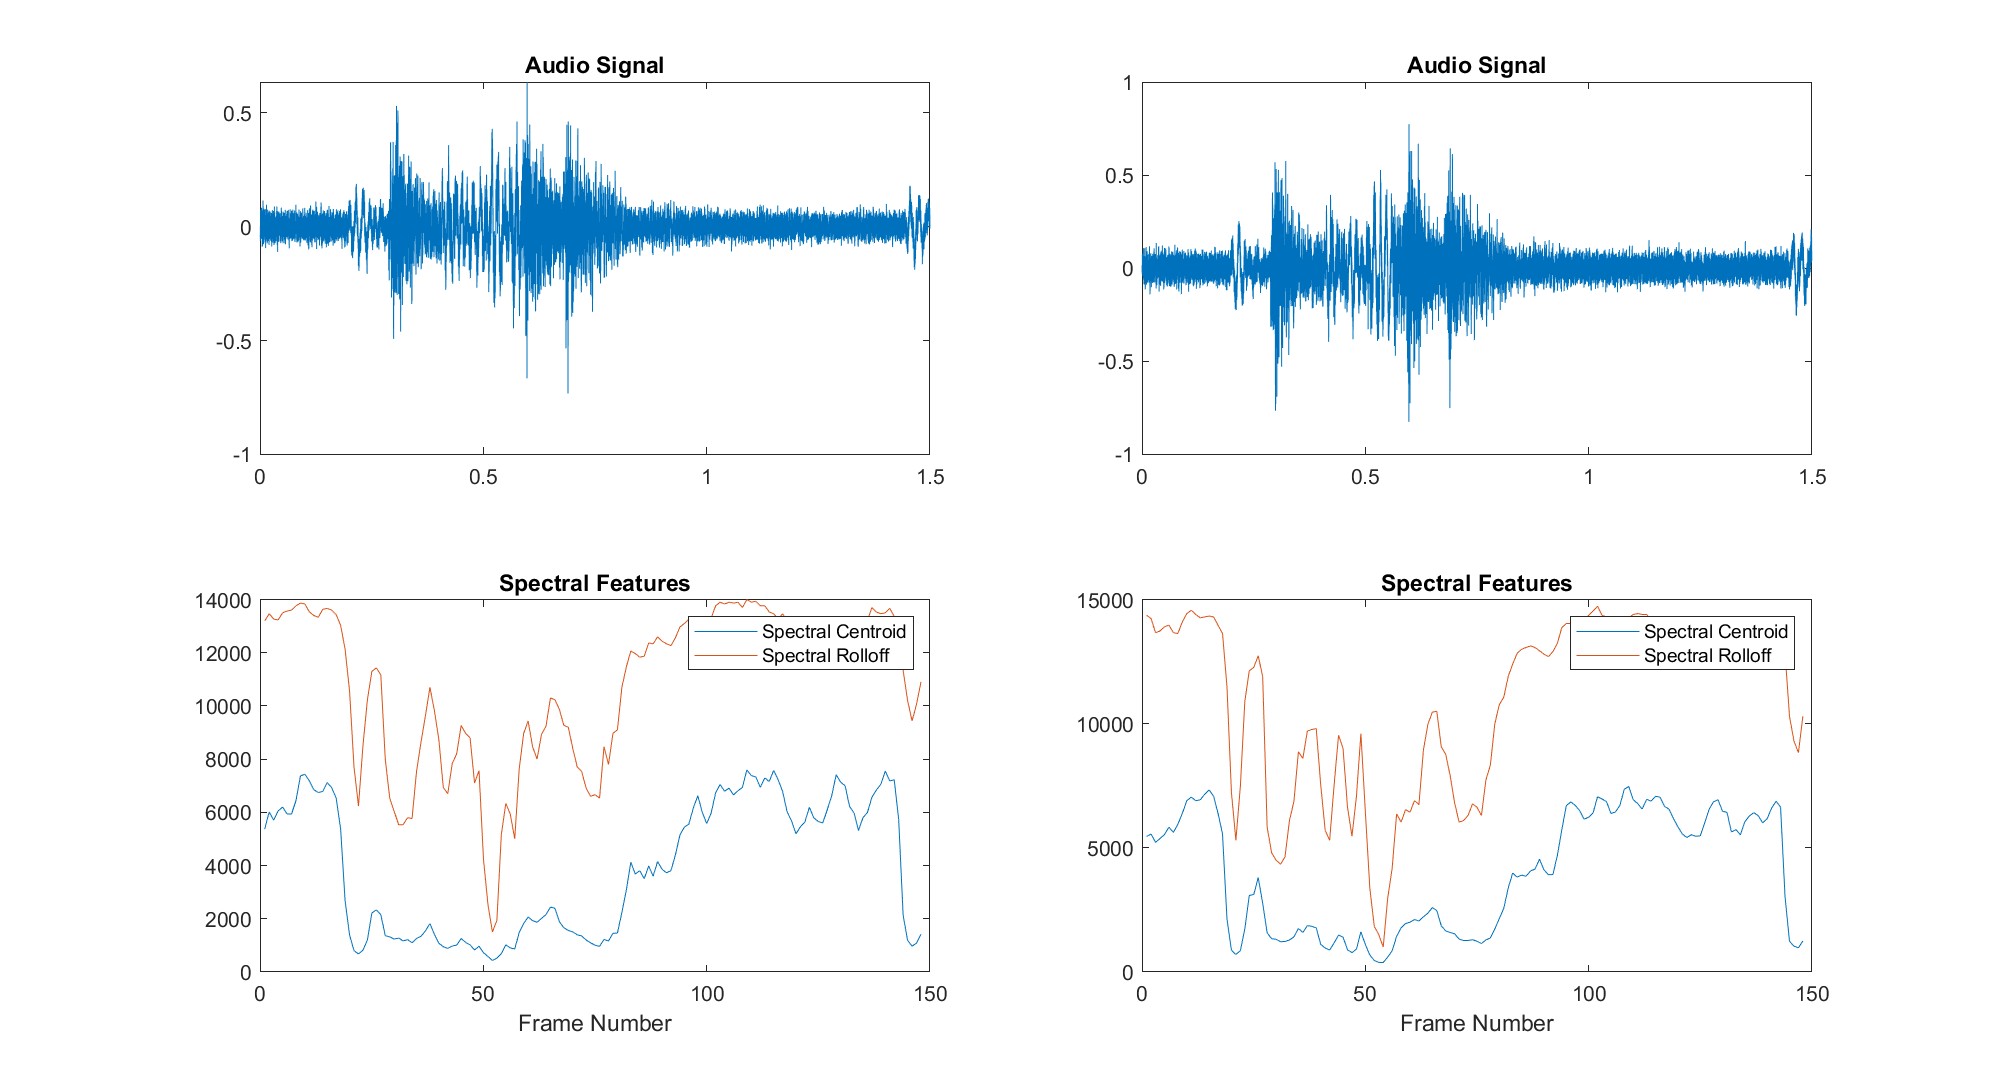 Audio Signal
0.5
0
-0.5
-1
0 0.5 1 1.5
Audio Signal
1
0.5
0
-0.5
-1
0 0.5 1 1.5
Spectral Features
14000
12000
10000
8000
6000
4000
2000
0
Spectral Centroid
Spectral Rolloff
0 50 100 150
Frame Number
Spectral Features
15000
10000
5000
0
Spectral Centroid
Spectral Rolloff
0 50 100 150
Frame Number